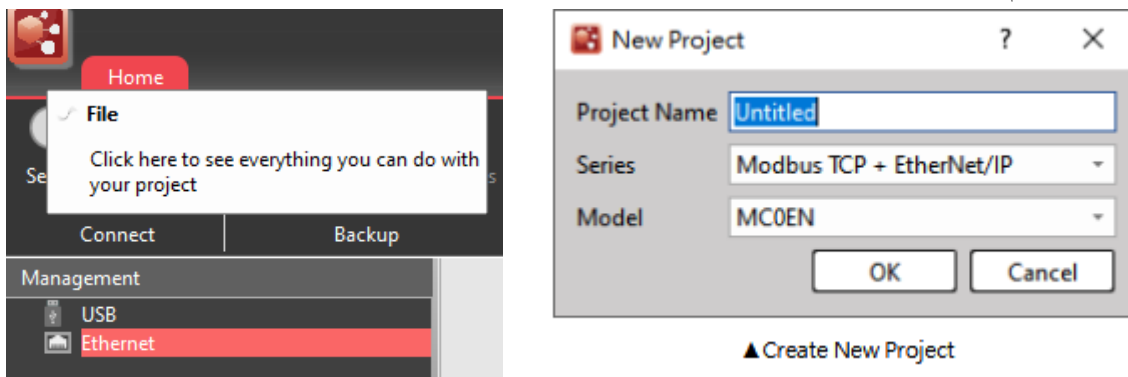 Home
File
Click here to see everything you can do with
your project
Se
s
Connect
Backup
Management
USB
Ethernet
New Project
?
Project Name
Untitled
Series
Modbus TCP + EtherNet/IP
Model
MC0EN
OK
Cancel
▲Create New Project